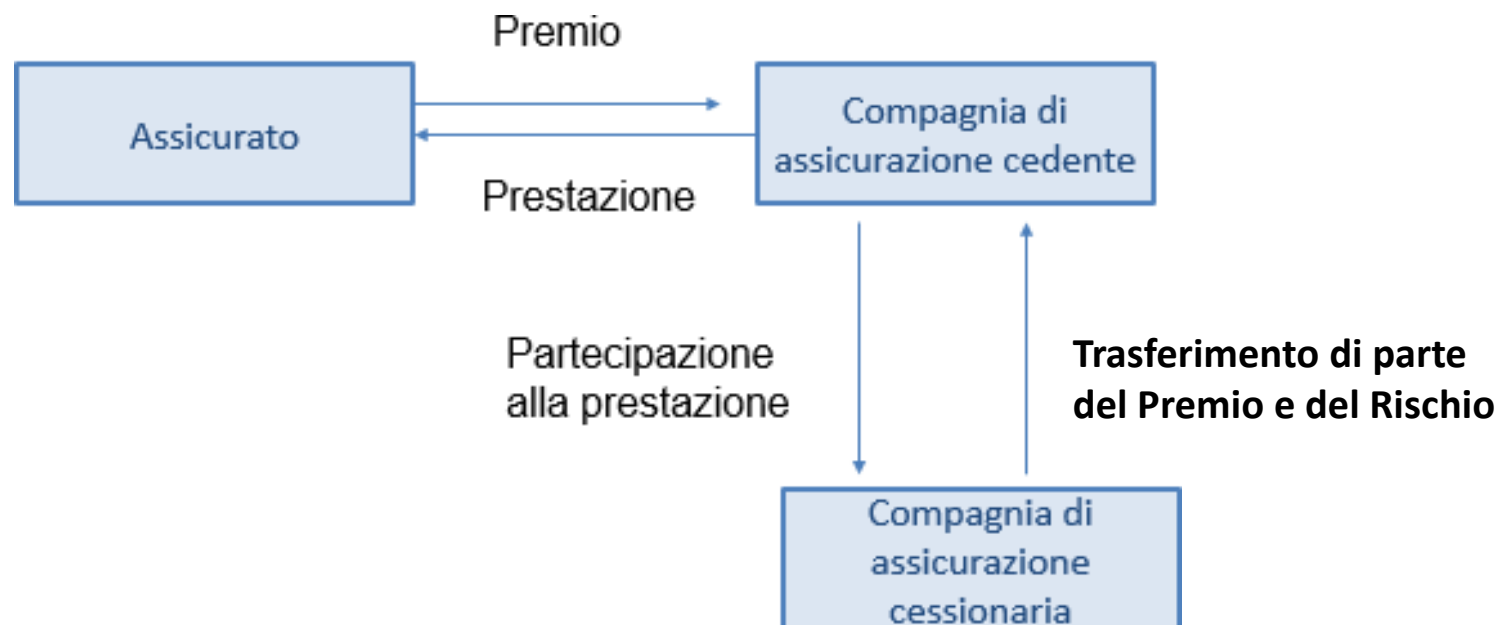 Premio
Assicurato
Compagnia di
assicurazione cedente
Prestazione
Partecipazione
alla prestazione
Trasferimento di parte
del Premio e del Rischio
Compagnia di
assicurazione
cessionaria